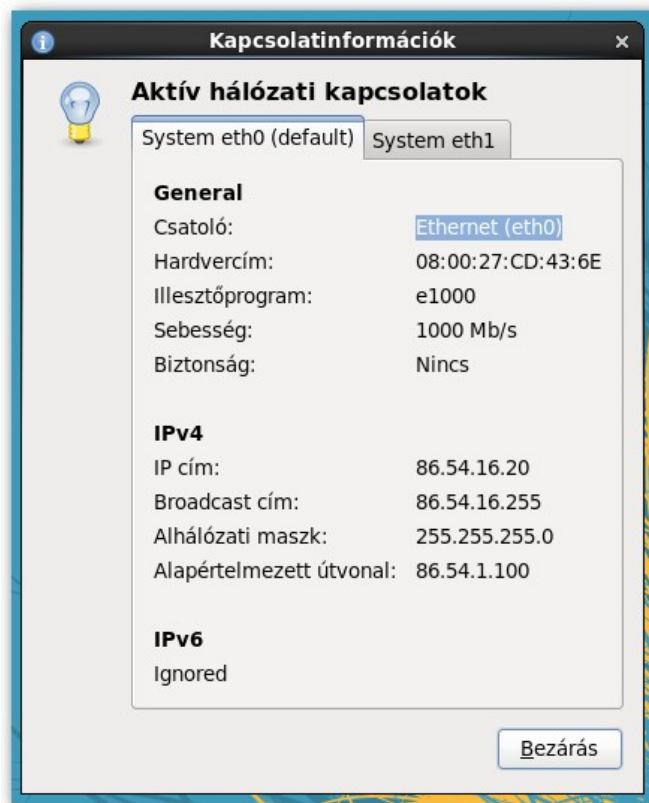 Kapcsolatinformációk
Aktív hálózati kapcsolatok
System eth0 (default) System eth1
General
Csatoló: Ethernet (eth0)
Hardvercím: 08:00:27:CD:43:6E
Illesztőprogram: e1000
Sebesség: 1000 Mb/s
Biztonság: Nincs
IPv4
IP cím: 86.54.16.20
Broadcast cím: 86.54.16.255
Alhálózati maszk: 255.255.255.0
Alapértelmezett útvonal: 86.54.1.100
IPv6
Ignored
Bezárás